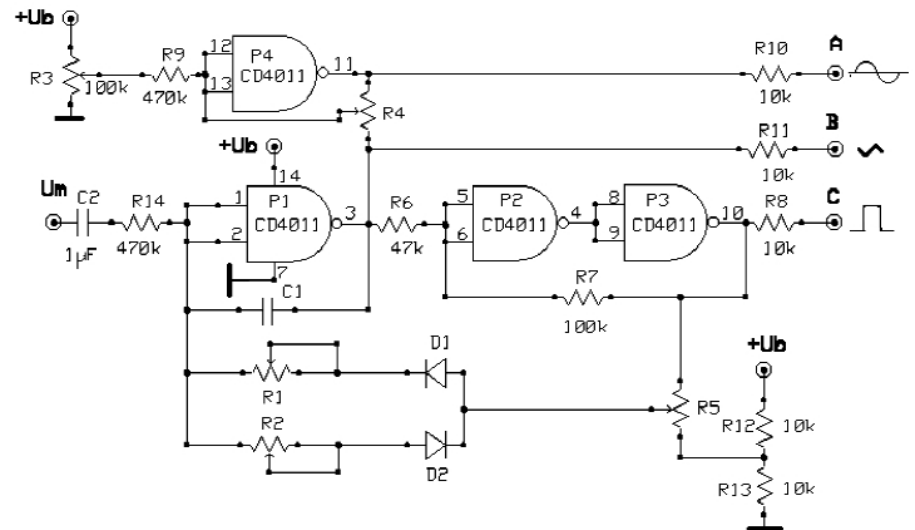 +Ub
R3
100k
R9
470k
12
13
P4
CD4011
11
R4
R10
10k
A
+Ub
R11
10k
B
Um
C2
1µF
R14
470k
1
2
14
P1
CD4011
3
7
R6
47k
5
6
P2
CD4011
4
8
9
P3
CD4011
10
R8
10k
C
C1
R7
100k
R1
D1
R2
D2
R5
+Ub
R12
10k
R13
10k